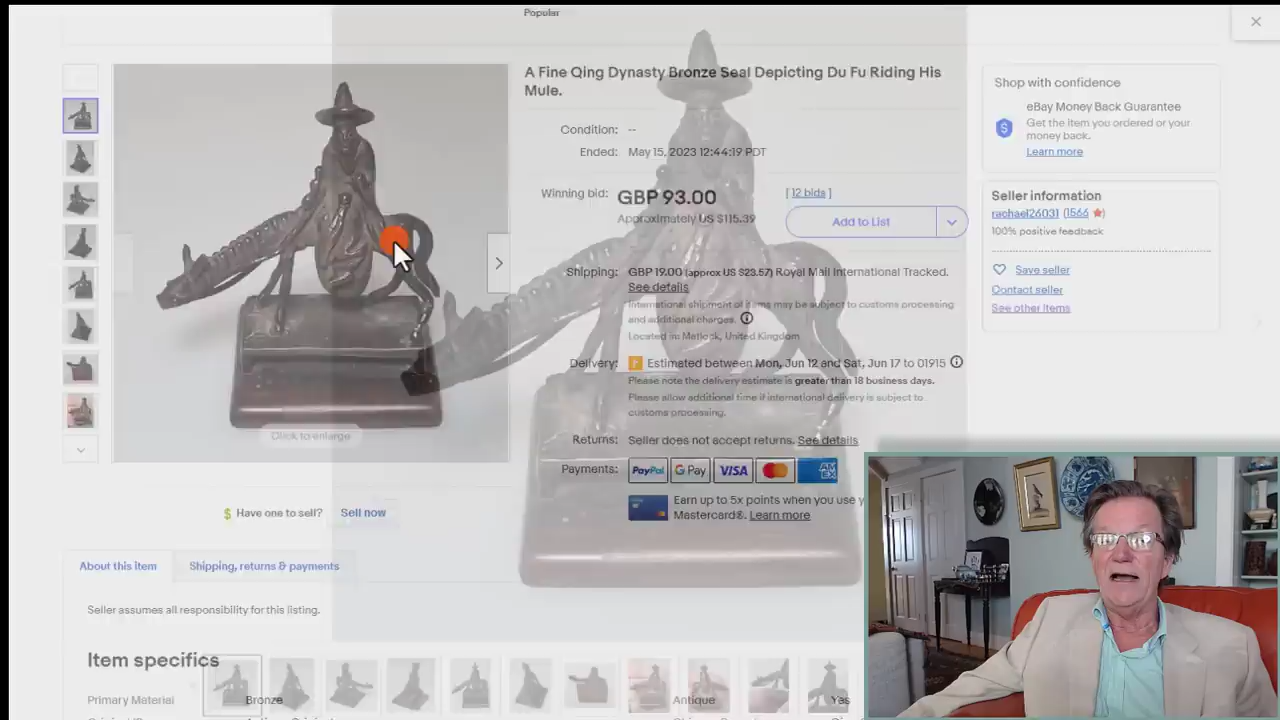 Popular
A Fine Qing Dynasty Bronze Seal Depicting Du Fu Riding His
Mule.
Condition: --
Ended: May 15, 2023 12:44:19 PDT
Winning bid: GBP 93.00 [ 12 bids ]
Approximately US $115.39
Add to List
Shipping: GBP 19.00 (approx US $23.57) Royal Mail International Tracked.
See details
International shipment of items may be subject to customs processing
and additional charges.
Located in: Matlock, United Kingdom
Delivery: Estimated between Mon, Jun 12 and Sat, Jun 17 to 01915
Please note the delivery estimate is greater than 18 business days.
Please allow additional time if international delivery is subject to
customs processing.
Returns: Seller does not accept returns. See details
Payments: PayPal G Pay VISA AM EX
Earn up to 5x points when you use y
Mastercard®. Learn more
Shop with confidence
eBay Money Back Guarantee
Get the item you ordered or your
money back.
Learn more
Seller information
rachael26031 (1566)
100% positive feedback
Save seller
Contact seller
See other items
Click to enlarge
$ Have one to sell? Sell now
About this item
Shipping, returns & payments
Seller assumes all responsibility for this listing.
Item specifics
Primary Material Bronze Antique Yes